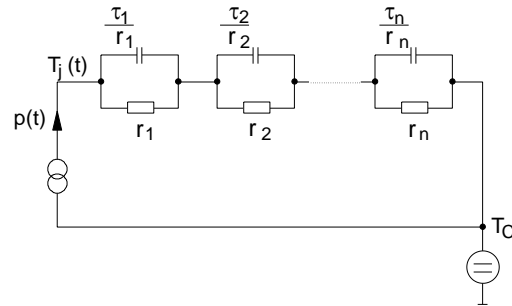 τ1 τ2 τn
r1 r2 rn
Tj (t)
p(t)
r1 r2 rn
TC